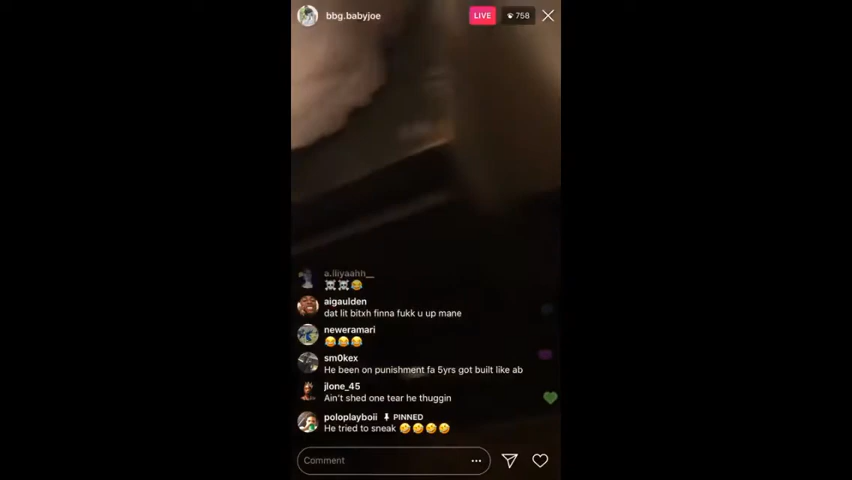 bbg.babyjoe
LIVE
758
a.iliyaahh__
☠️☠️😂
aigaulden
dat lit bitxh finna fukk u up mane
neweramari
😂😂😂
sm0kex
He been on punishment fa 5yrs got built like ab
jlone_45
Ain't shed one tear he thuggin
poloplayboii PINNED
He tried to sneak 🤣🤣🤣🤣
Comment